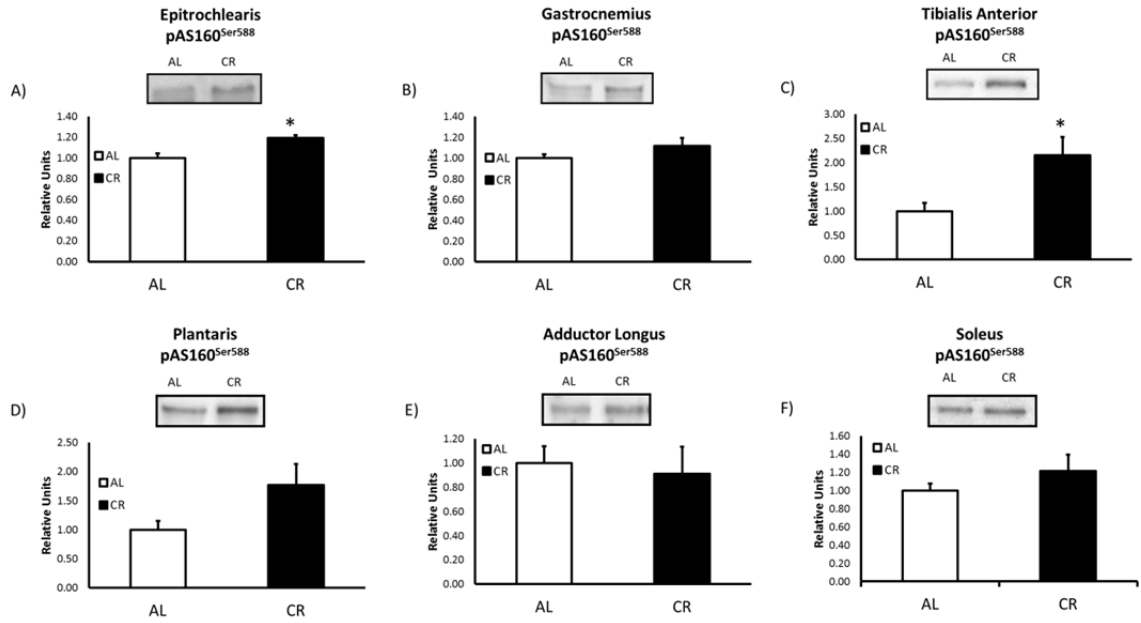 Epitrochlearis
pAS160Ser588
AL CR
A)
1.40
1.20
1.00
0.80
0.60
0.40
0.20
0.00
Relative Units
AL
CR
*
AL CR
Gastrocnemius
pAS160Ser588
AL CR
B)
1.40
1.20
1.00
0.80
0.60
0.40
0.20
0.00
Relative Units
AL
CR
AL CR
Tibialis Anterior
pAS160Ser588
AL CR
C)
3.00
2.50
2.00
1.50
1.00
0.50
0.00
Relative Units
AL
CR
*
AL CR
Plantaris
pAS160Ser588
AL CR
D)
2.50
2.00
1.50
1.00
0.50
0.00
Relative Units
AL
CR
AL CR
Adductor Longus
pAS160Ser588
AL CR
E)
1.20
1.00
0.80
0.60
0.40
0.20
0.00
Relative Units
AL
CR
AL CR
Soleus
pAS160Ser588
AL CR
F)
1.60
1.40
1.20
1.00
0.80
0.60
0.40
0.20
0.00
Relative Units
AL
CR
AL CR